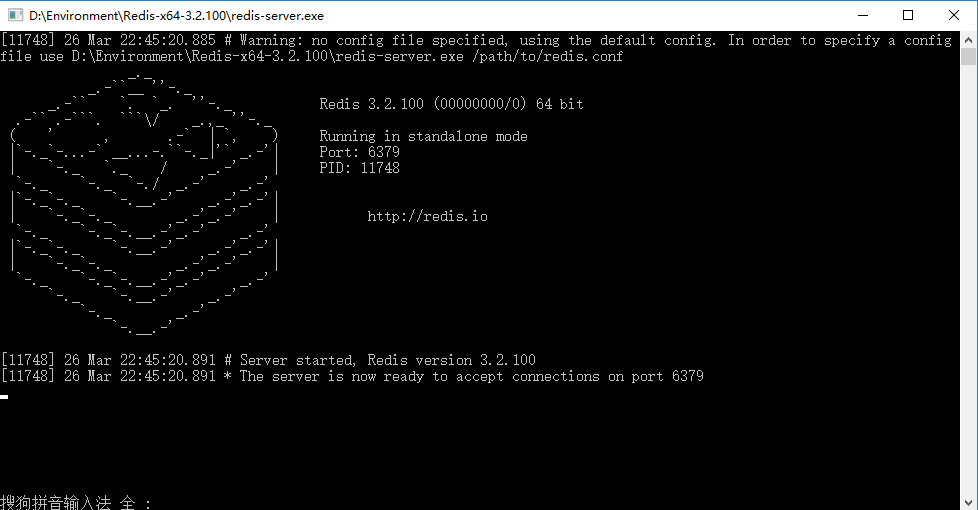 D:\Environment\Redis-x64-3.2.100\redis-server.exe
[11748] 26 Mar 22:45:20.885 # Warning: no config file specified, using the default config. In order to specify a config
file use D:\Environment\Redis-x64-3.2.100\redis-server.exe /path/to/redis.conf
Redis 3.2.100 (00000000/0) 64 bit
Running in standalone mode
Port: 6379
PID: 11748
http://redis.io
[11748] 26 Mar 22:45:20.891 # Server started, Redis version 3.2.100
[11748] 26 Mar 22:45:20.891 * The server is now ready to accept connections on port 6379
搜狗拼音输入法 全 :